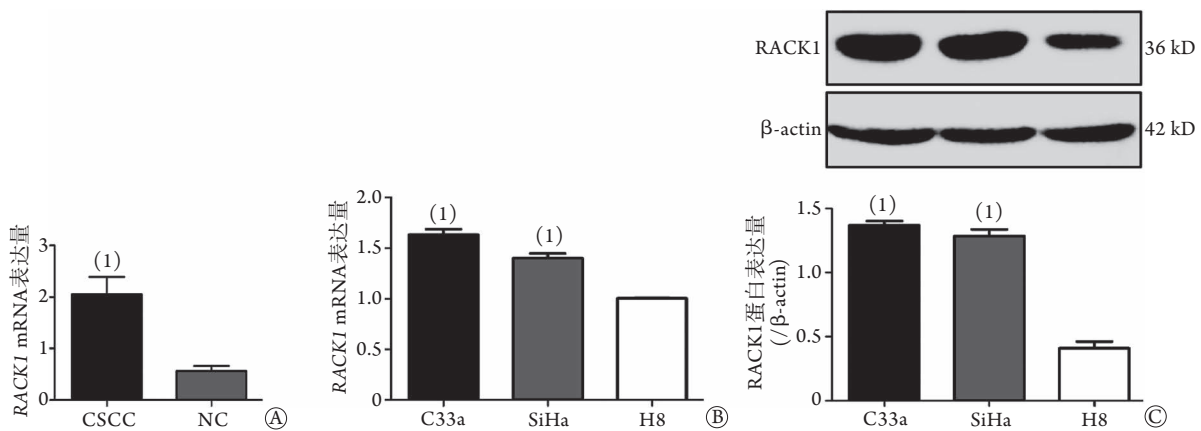 RACK1 mRNA表达量
3
2
1
0
(1)
CSCC NC
Ⓐ
RACK1 mRNA表达量
2.0
1.5
1.0
0.5
0
(1)
(1)
C33a SiHa H8
Ⓑ
RACK1 36 kD
β-actin 42 kD
RACK1蛋白表达量
(/β-actin)
1.5
1.0
0.5
0.0
(1)
(1)
C33a SiHa H8
Ⓒ